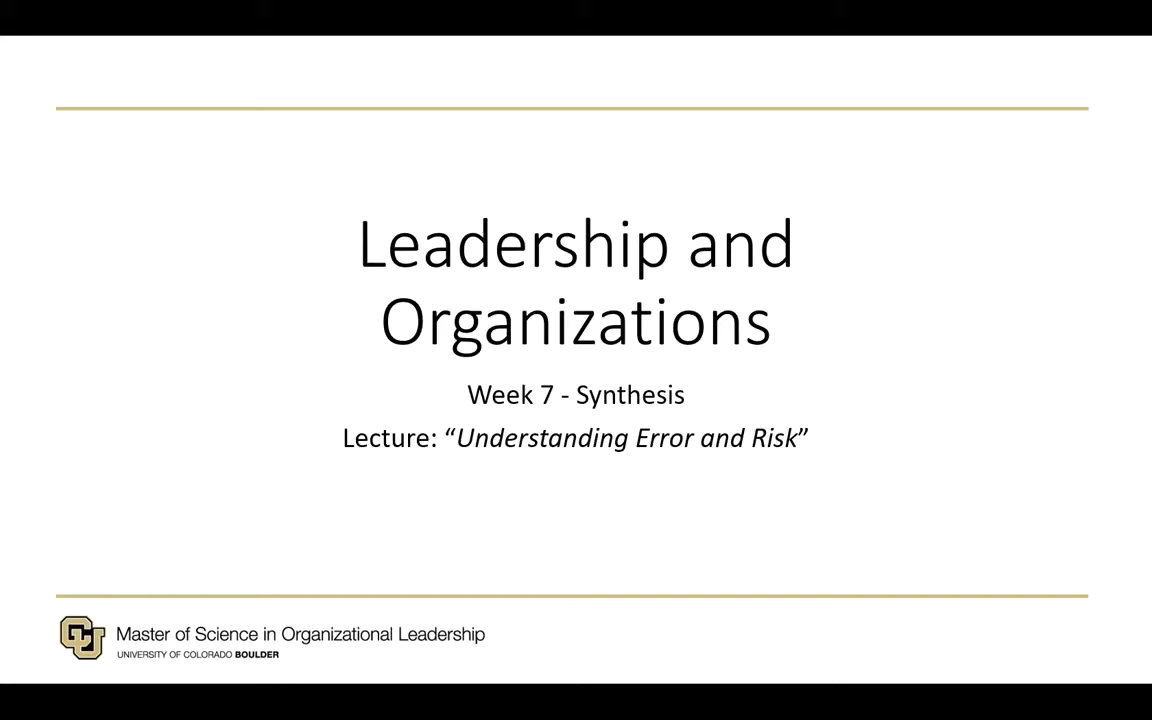 Leadership and
Organizations
Week 7 - Synthesis
Lecture: “Understanding Error and Risk”
CU
Master of Science in Organizational Leadership
UNIVERSITY OF COLORADO BOULDER